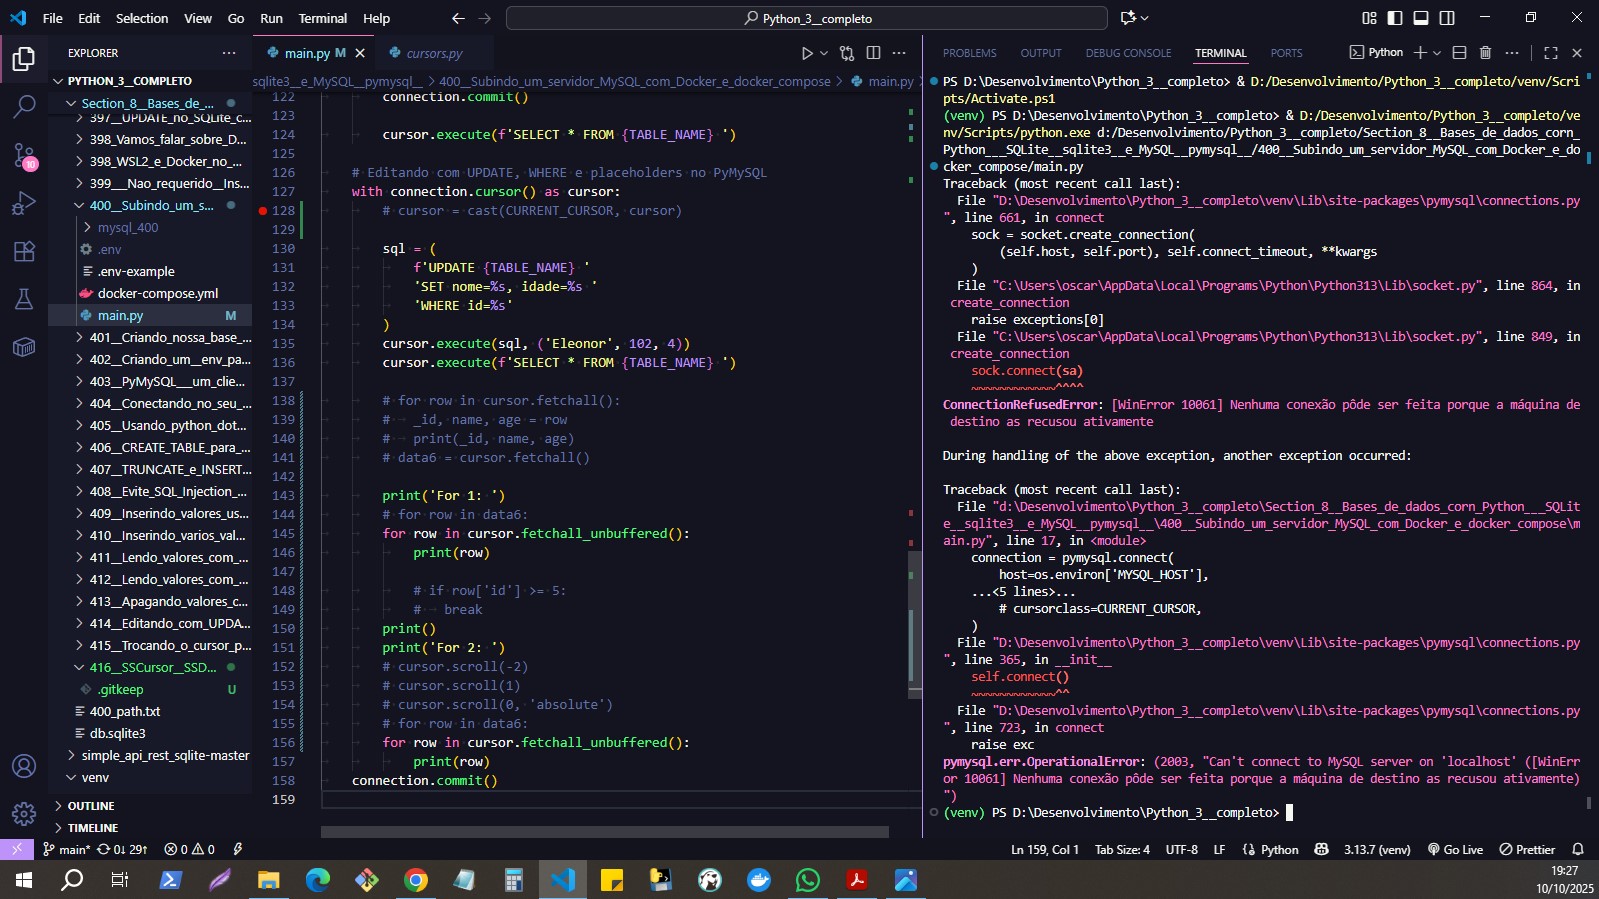 File Edit Selection View Go Run Terminal Help
Python_3__completo
EXPLORER
PYTHON_3__COMPLETO
Section_8__Bases_de_...
397__UPDATE_no_SQLite_c...
398_Vamos_falar_sobre_D...
398_WSL2_e_Docker_no_...
399___Nao_requerido__Ins...
400__Subindo_um_s...
mysql_400
.env
.env-example
docker-compose.yml
main.py M
401__Criando_nossa_base_...
402__Criando_um__env_pa...
403__PyMySQL___um_clie...
404__Conectando_no_seu_...
405__Usando_python_dot...
406__CREATE_TABLE_para_...
407__TRUNCATE_e_INSERT...
408__Evite_SQL_Injection_...
409__Inserindo_valores_us...
410__Inserindo_varios_val...
411__Lendo_valores_com_...
412__Lendo_valores_com_...
413__Apagando_valores_c...
414__Editando_com_UPDA...
415__Trocando_o_cursor_p...
416__SSCursor__SSD...
.gitkeep U
400_path.txt
db.sqlite3
simple_api_rest_sqlite-master
venv
OUTLINE
TIMELINE
main.py M cursors.py
sqlite3__e_MySQL__pymysql__ > 400__Subindo_um_servidor_MySQL_com_Docker_e_docker_compose > main.py >
122 connection.commit()
123
124 cursor.execute(f'SELECT * FROM {TABLE_NAME} ')
125
126 # Editando com UPDATE, WHERE e placeholders no PyMySQL
127 with connection.cursor() as cursor:
128 # cursor = cast(CURRENT_CURSOR, cursor)
129
130 sql = (
131 f'UPDATE {TABLE_NAME} '
132 'SET nome=%s, idade=%s '
133 'WHERE id=%s'
134 )
135 cursor.execute(sql, ('Eleonor', 102, 4))
136 cursor.execute(f'SELECT * FROM {TABLE_NAME} ')
137
138 # for row in cursor.fetchall():
139 # _id, name, age = row
140 # print(_id, name, age)
141 # data6 = cursor.fetchall()
142
143 print('For 1: ')
144 # for row in data6:
145 for row in cursor.fetchall_unbuffered():
146 print(row)
147
148 # if row['id'] >= 5:
149 # break
150 print()
151 print('For 2: ')
152 # cursor.scroll(-2)
153 # cursor.scroll(1)
154 # cursor.scroll(0, 'absolute')
155 # for row in data6:
156 for row in cursor.fetchall_unbuffered():
157 print(row)
158 connection.commit()
159
PROBLEMS OUTPUT DEBUG CONSOLE TERMINAL PORTS Python
PS D:\Desenvolvimento\Python_3__completo> & D:/Desenvolvimento/Python_3__completo/venv/Scri
pts/Activate.ps1
(venv) PS D:\Desenvolvimento\Python_3__completo> & D:/Desenvolvimento/Python_3__completo/ve
nv/Scripts/python.exe d:/Desenvolvimento/Python_3__completo/Section_8__Bases_de_dados_corn_
Python___SQLite__sqlite3__e_MySQL__pymysql__/400__Subindo_um_servidor_MySQL_com_Docker_e_do
cker_compose/main.py
Traceback (most recent call last):
File "D:\Desenvolvimento\Python_3__completo\venv\Lib\site-packages\pymysql\connections.py
", line 661, in connect
sock = socket.create_connection(
(self.host, self.port), self.connect_timeout, **kwargs
)
File "C:\Users\oscar\AppData\Local\Programs\Python\Python313\Lib\socket.py", line 864, in
create_connection
raise exceptions[0]
File "C:\Users\oscar\AppData\Local\Programs\Python\Python313\Lib\socket.py", line 849, in
create_connection
sock.connect(sa)
~~~~~~~~~~~~^^^^
ConnectionRefusedError: [WinError 10061] Nenhuma conexão pôde ser feita porque a máquina de
destino as recusou ativamente
During handling of the above exception, another exception occurred:
Traceback (most recent call last):
File "d:\Desenvolvimento\Python_3__completo\Section_8__Bases_de_dados_corn_Python___SQLit
e__sqlite3__e_MySQL__pymysql__\400__Subindo_um_servidor_MySQL_com_Docker_e_docker_compose\m
ain.py", line 17, in <module>
connection = pymysql.connect(
host=os.environ['MYSQL_HOST'],
...<5 lines>...
# cursorclass=CURRENT_CURSOR,
)
File "D:\Desenvolvimento\Python_3__completo\venv\Lib\site-packages\pymysql\connections.py
", line 365, in __init__
self.connect()
~~~~~~~~~~~~^^
File "D:\Desenvolvimento\Python_3__completo\venv\Lib\site-packages\pymysql\connections.py
", line 723, in connect
raise exc
pymysql.err.OperationalError: (2003, "Can't connect to MySQL server on 'localhost' ([WinErr
or 10061] Nenhuma conexão pôde ser feita porque a máquina de destino as recusou ativamente)
")
(venv) PS D:\Desenvolvimento\Python_3__completo>
main* 0↓ 29↑ 0 0 Ln 159, Col 1 Tab Size: 4 UTF-8 LF Python 3.13.7 (venv) Go Live Prettier
10
19:27
10/10/2025